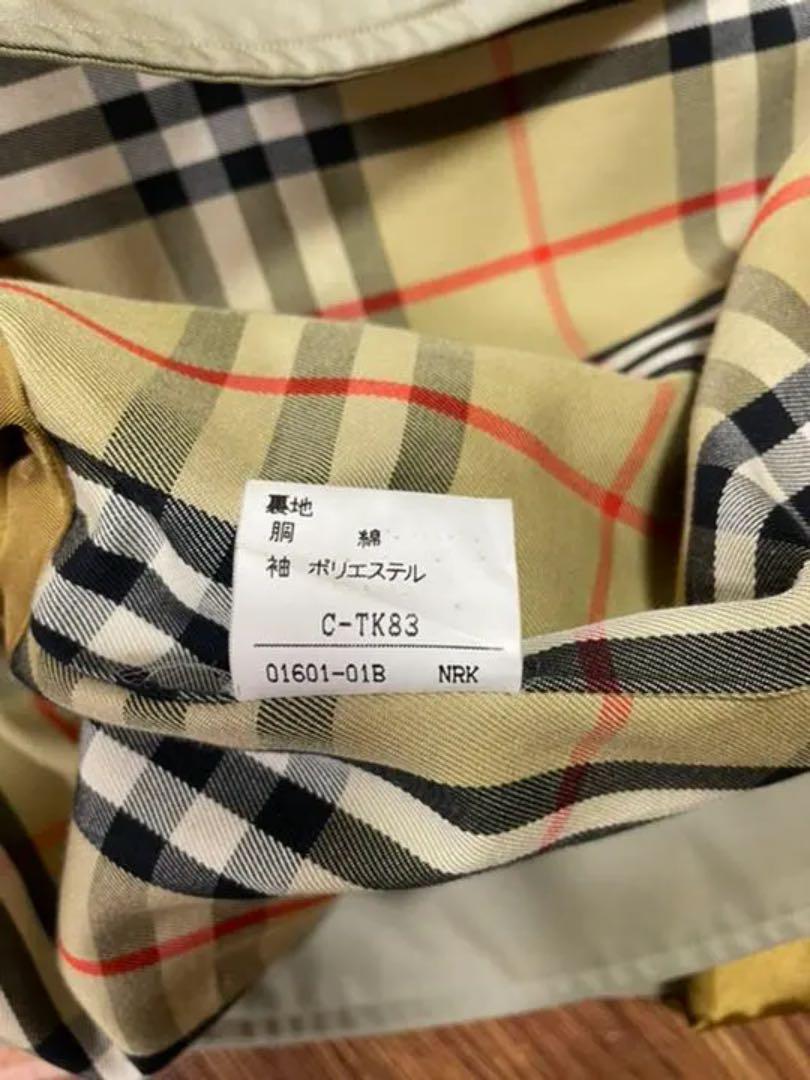 裏地
胴 綿
袖 ポリエステル
C-TK83
01601-01B NRK